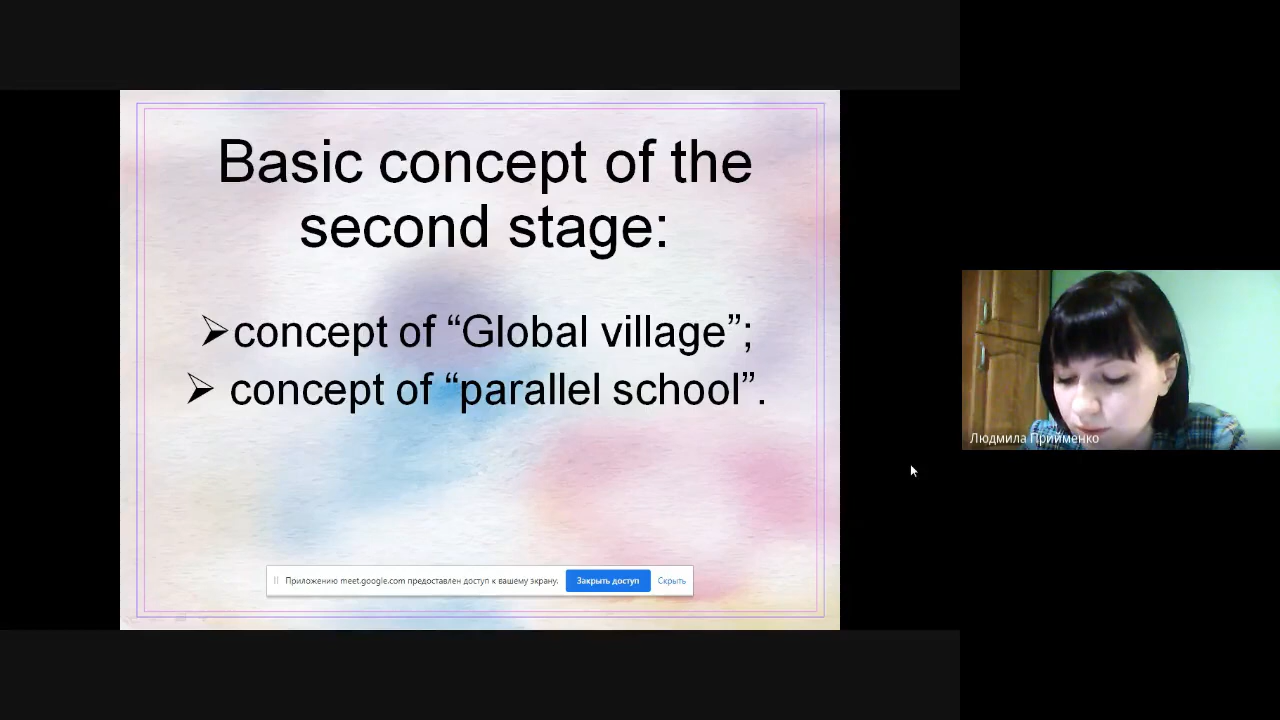 Basic concept of the
second stage:
➢concept of “Global village”;
➢ concept of “parallel school”.
Приложению meet.google.com предоставлен доступ к вашему экрану.
Закрыть доступ
Скрыть
Людмила Прийменко